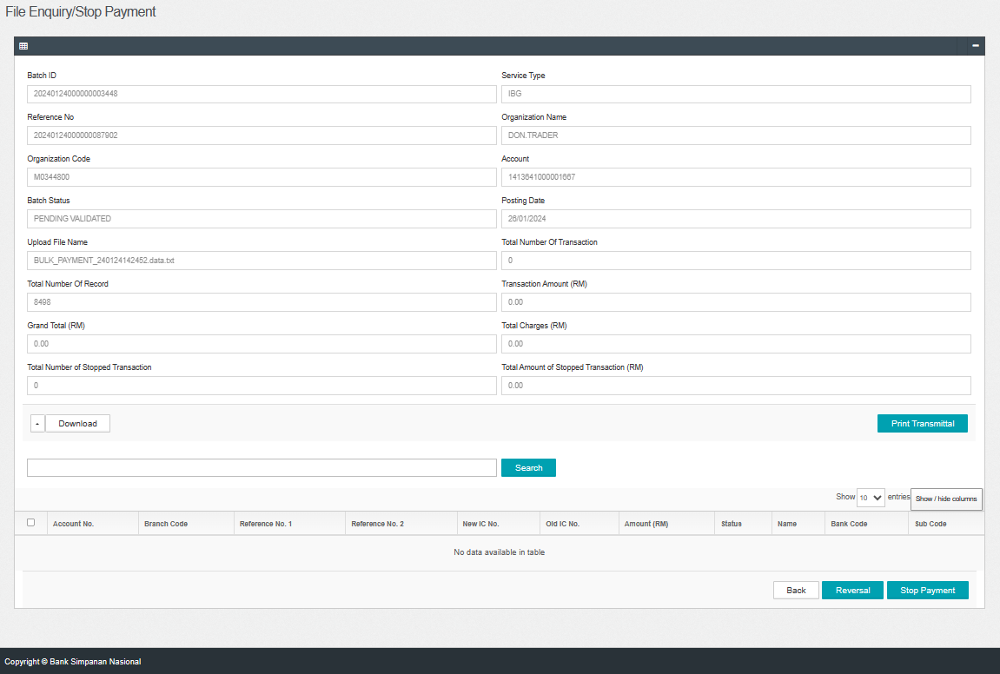 File Enquiry/Stop Payment
Batch ID
Service Type
20240124000000003448
IBG
Reference No
Organization Name
20240124000000087902
DON.TRADER
Organization Code
Account
M0344800
1413641000001667
Batch Status
Posting Date
PENDING VALIDATED
26/01/2024
Upload File Name
Total Number Of Transaction
BULK_PAYMENT_240124142452.data.txt
0
Total Number Of Record
Transaction Amount (RM)
8498
0.00
Grand Total (RM)
Total Charges (RM)
0.00
0.00
Total Number of Stopped Transaction
Total Amount of Stopped Transaction (RM)
0
0.00
- Download
Print Transmittal
Search
Show 10 entries Show / hide columns
Account No. Branch Code Reference No. 1 Reference No. 2 New IC No. Old IC No. Amount (RM) Status Name Bank Code Sub Code
No data available in table
Back Reversal Stop Payment
Copyright © Bank Simpanan Nasional